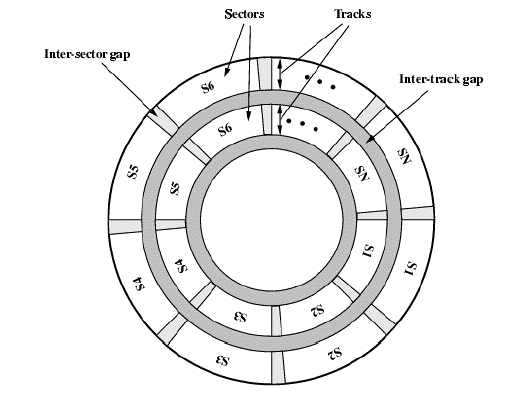 Sectors
Tracks
Inter-sector gap
Inter-track gap
S6
• • •
S6
• • •
SN
SN
S5
S5
S1
S1
S4
S4
S2
S3
S2
S3